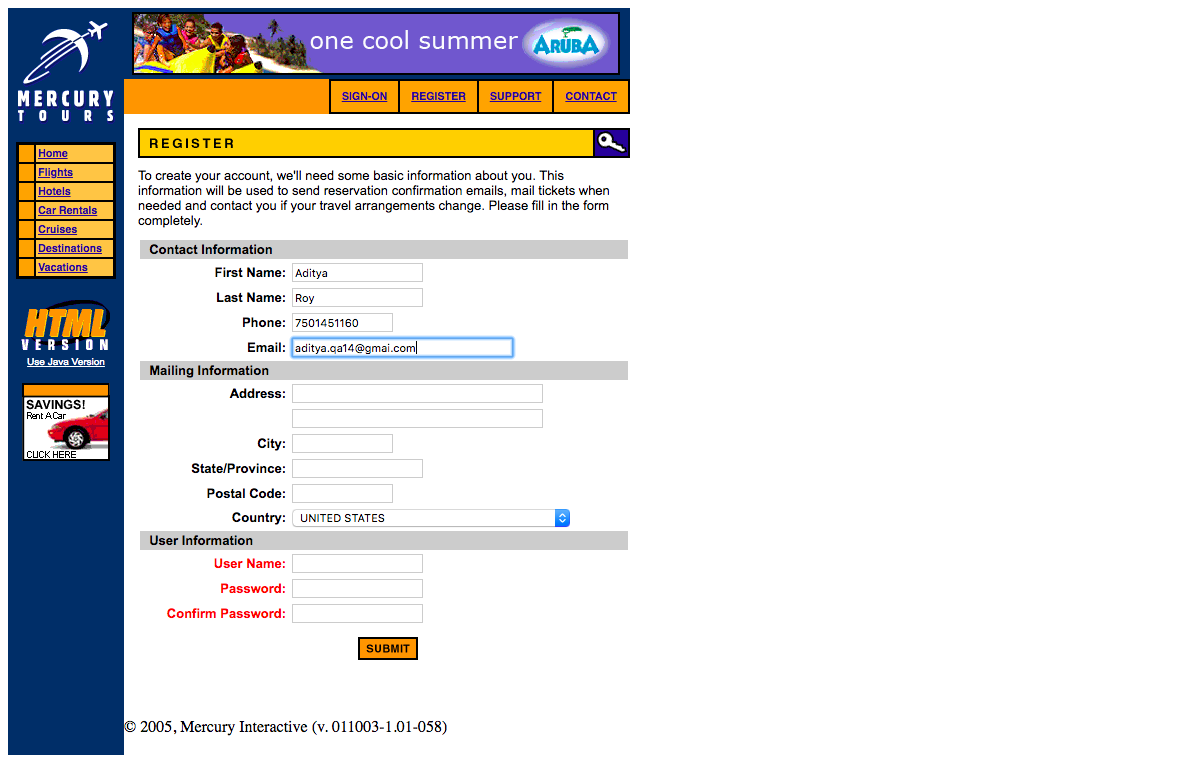 MERCURY
TOURS
one cool summer
ARUBA
SIGN-ON
REGISTER
SUPPORT
CONTACT
Home
Flights
Hotels
Car Rentals
Cruises
Destinations
Vacations
HTML
VERSION
Use Java Version
SAVINGS!
Rent A Car
CLICK HERE
REGISTER
To create your account, we'll need some basic information about you. This
information will be used to send reservation confirmation emails, mail tickets when
needed and contact you if your travel arrangements change. Please fill in the form
completely.
Contact Information
First Name: Aditya
Last Name: Roy
Phone: 7501451160
Email: aditya.qa14@gmai.com
Mailing Information
Address:
City:
State/Province:
Postal Code:
Country: UNITED STATES
User Information
User Name:
Password:
Confirm Password:
SUBMIT
© 2005, Mercury Interactive (v. 011003-1.01-058)